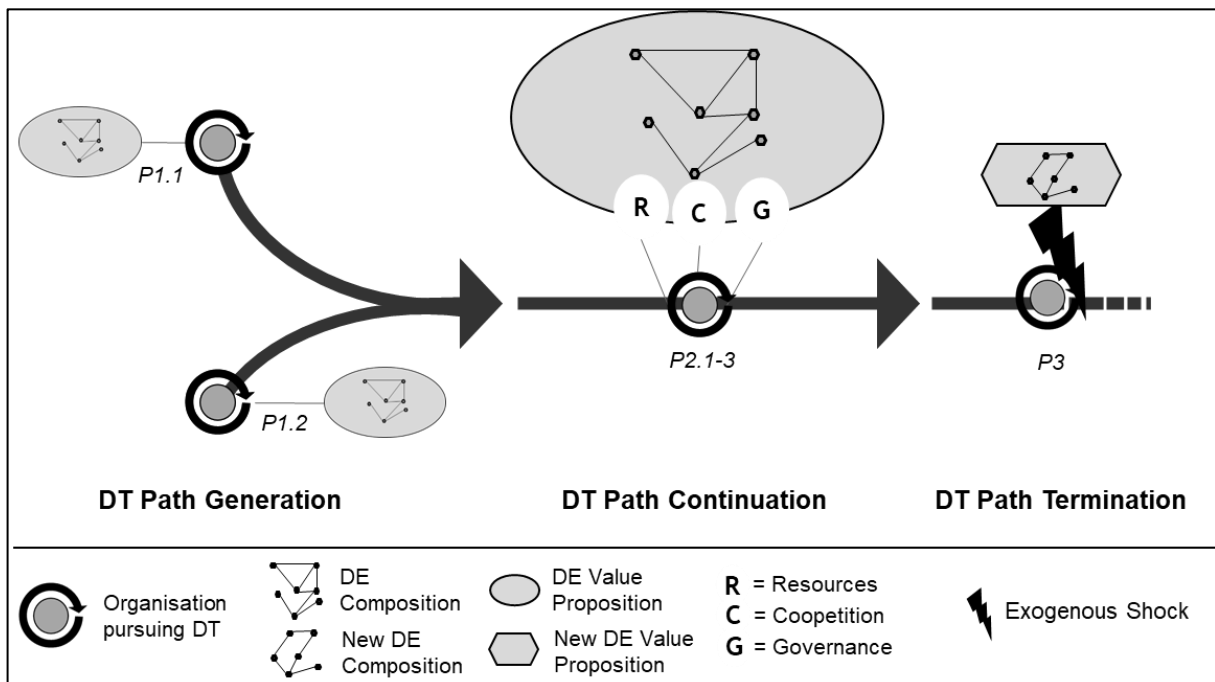 P1.1
P1.2
R C G
P2.1-3
P3
DT Path Generation
DT Path Continuation
DT Path Termination
Organisation
pursuing DT
DE
Composition
New DE
Composition
DE Value
Proposition
New DE Value
Proposition
R = Resources
C = Coopetition
G = Governance
Exogenous Shock